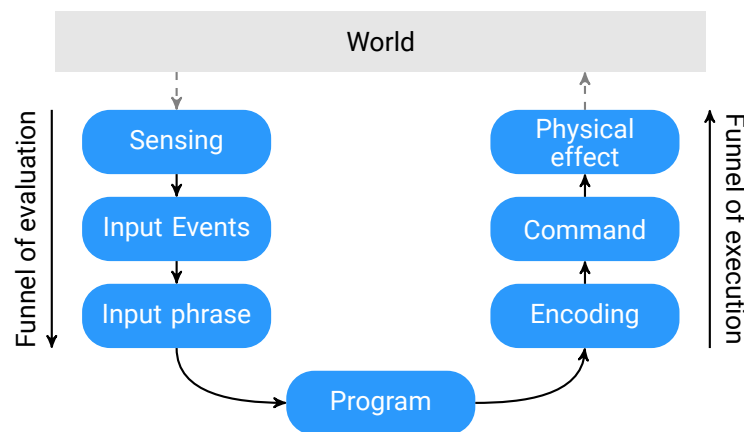 World
Funnel of evaluation
Sensing
Input Events
Input phrase
Program
Physical
effect
Command
Encoding
Funnel of execution